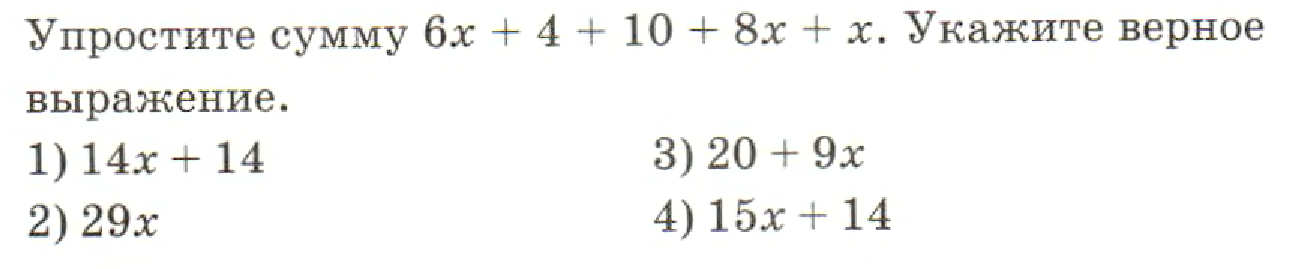 Упростите сумму 6x + 4 + 10 + 8x + x. Укажите верное
выражение.
1) 14x + 14
3) 20 + 9x
2) 29x
4) 15x + 14